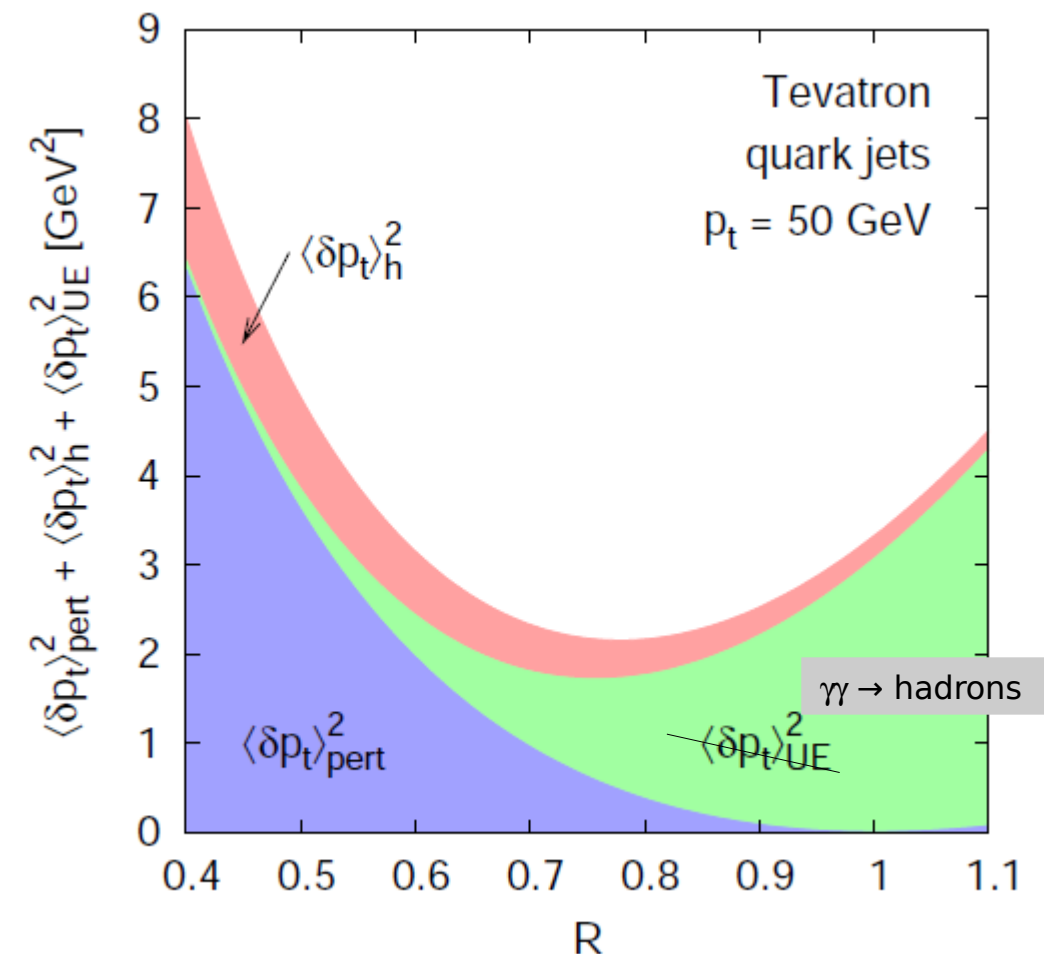 ⟨δpt⟩²pert + ⟨δpt⟩²h + ⟨δpt⟩²UE [GeV²]
9
8
7
6
5
4
3
2
1
0
Tevatron
quark jets
pt = 50 GeV
⟨δpt⟩²h
γγ → hadrons
⟨δpt⟩²pert
⟨δpt⟩²UE
0.4 0.5 0.6 0.7 0.8 0.9 1 1.1
R